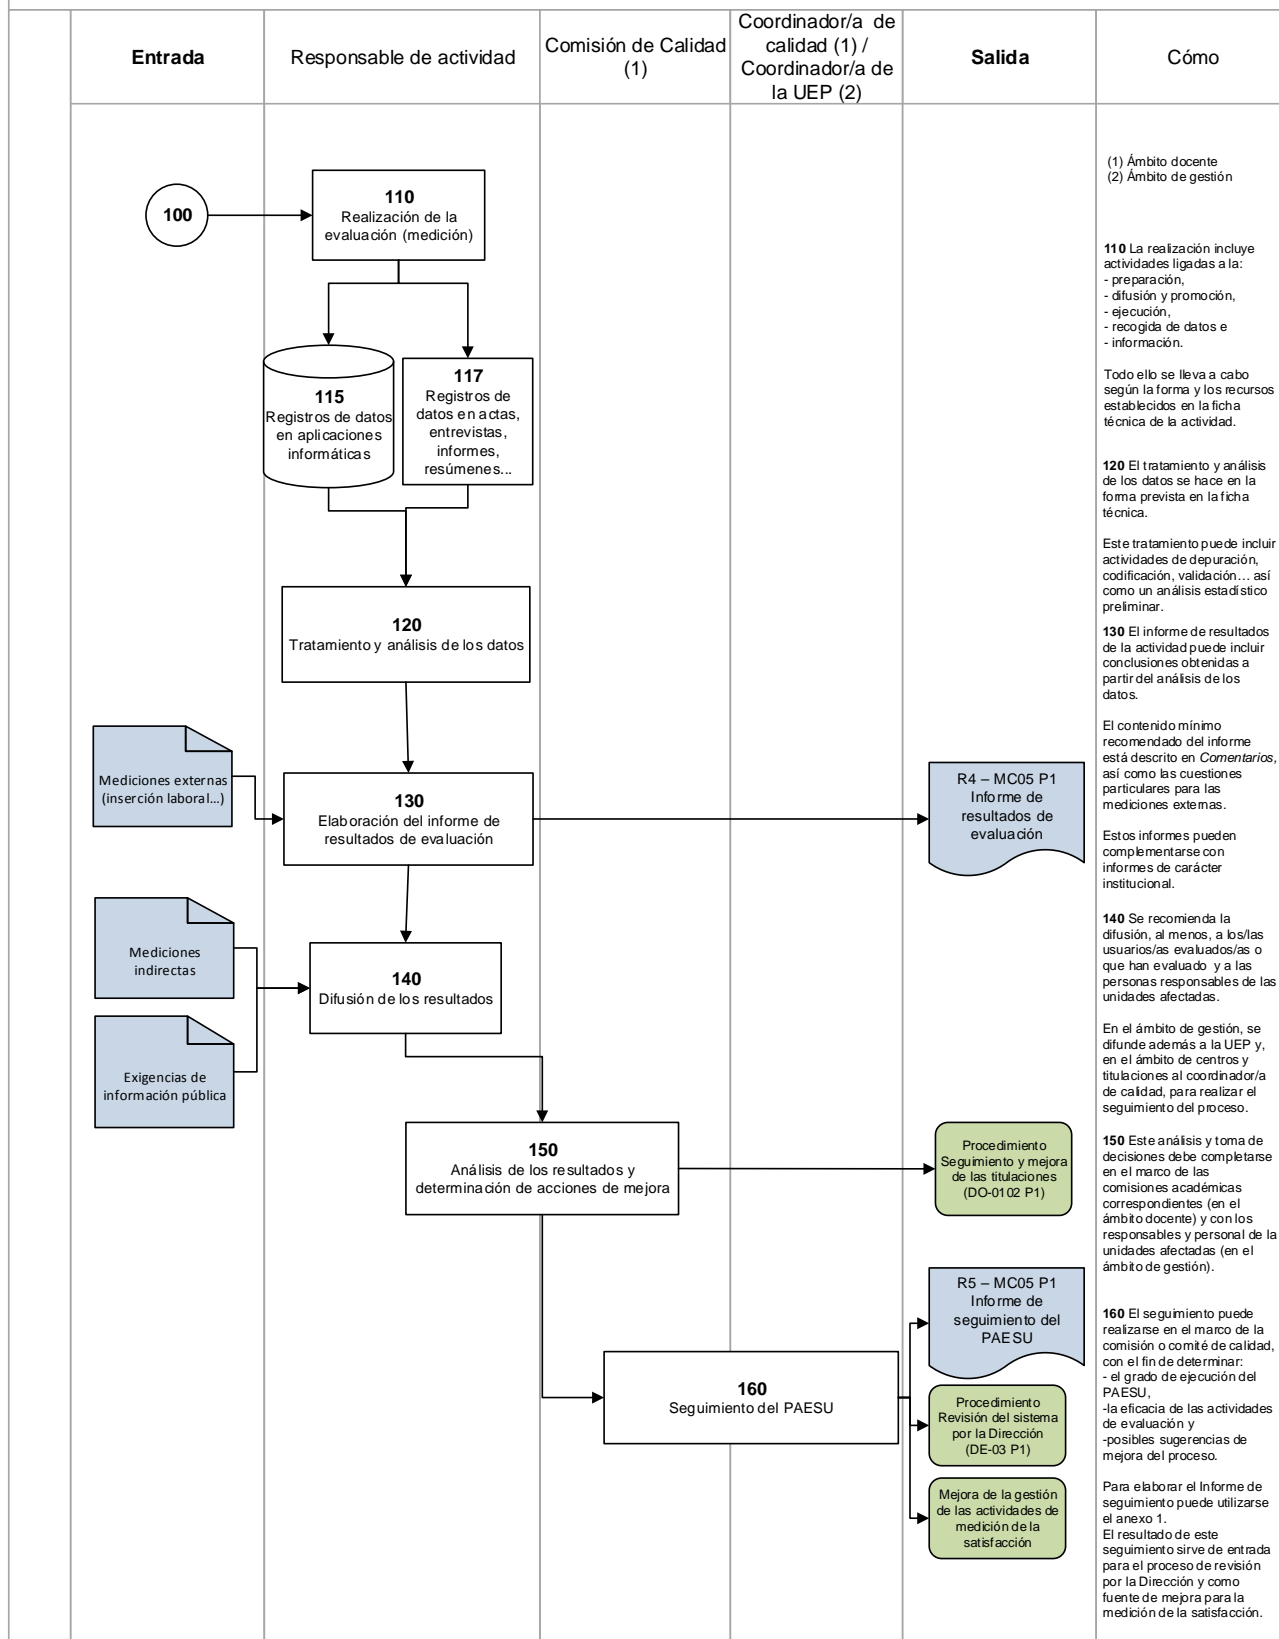 Entrada
Responsable de actividad
Comisión de Calidad
(1)
Coordinador/a de
calidad (1) /
Coordinador/a de
la UEP (2)
Salida
Cómo
(1) Ámbito docente
(2) Ámbito de gestión
100
110
Realización de la
evaluación (medición)
115
Registros de datos
en aplicaciones
informáticas
117
Registros de
datos en actas,
entrevistas,
informes,
resúmenes...
120
Tratamiento y análisis de los datos
Mediciones externas
(inserción laboral...)
130
Elaboración del informe de
resultados de evaluación
R4 – MC05 P1
Informe de
resultados de
evaluación
Mediciones
indirectas
Exigencias de
información pública
140
Difusión de los resultados
150
Análisis de los resultados y
determinación de acciones de mejora
Procedimiento
Seguimiento y mejora
de las titulaciones
(DO-0102 P1)
160
Seguimiento del PAESU
R5 – MC05 P1
Informe de
seguimiento del
PAESU
Procedimiento
Revisión del sistema
por la Dirección
(DE-03 P1)
Mejora de la gestión
de las actividades de
medición de la
satisfacción
110 La realización incluye
actividades ligadas a la:
- preparación,
- difusión y promoción,
- ejecución,
- recogida de datos e
- información.
Todo ello se lleva a cabo
según la forma y los recursos
establecidos en la ficha
técnica de la actividad.
120 El tratamiento y análisis
de los datos se hace en la
forma prevista en la ficha
técnica.
Este tratamiento puede incluir
actividades de depuración,
codificación, validación… así
como un análisis estadístico
preliminar.
130 El informe de resultados
de la actividad puede incluir
conclusiones obtenidas a
partir del análisis de los
datos.
El contenido mínimo
recomendado del informe
está descrito en Comentarios,
así como las cuestiones
particulares para las
mediciones externas.
Estos informes pueden
complementarse con
informes de carácter
institucional.
140 Se recomienda la
difusión, al menos, a los/las
usuarios/as evaluados/as o
que han evaluado y a las
personas responsables de las
unidades afectadas.
En el ámbito de gestión, se
difunde además a la UEP y,
en el ámbito de centros y
titulaciones al coordinador/a
de calidad, para realizar el
seguimiento del proceso.
150 Este análisis y toma de
decisiones debe completarse
en el marco de las
comisiones académicas
correspondientes (en el
ámbito docente) y con los
responsables y personal de la
unidades afectadas (en el
ámbito de gestión).
160 El seguimiento puede
realizarse en el marco de la
comisión o comité de calidad,
con el fin de determinar:
- el grado de ejecución del
PAESU,
-la eficacia de las actividades
de evaluación y
-posibles sugerencias de
mejora del proceso.
Para elaborar el Informe de
seguimiento puede utilizarse
el anexo 1.
El resultado de este
seguimiento sirve de entrada
para el proceso de revisión
por la Dirección y como
fuente de mejora para la
medición de la satisfacción.